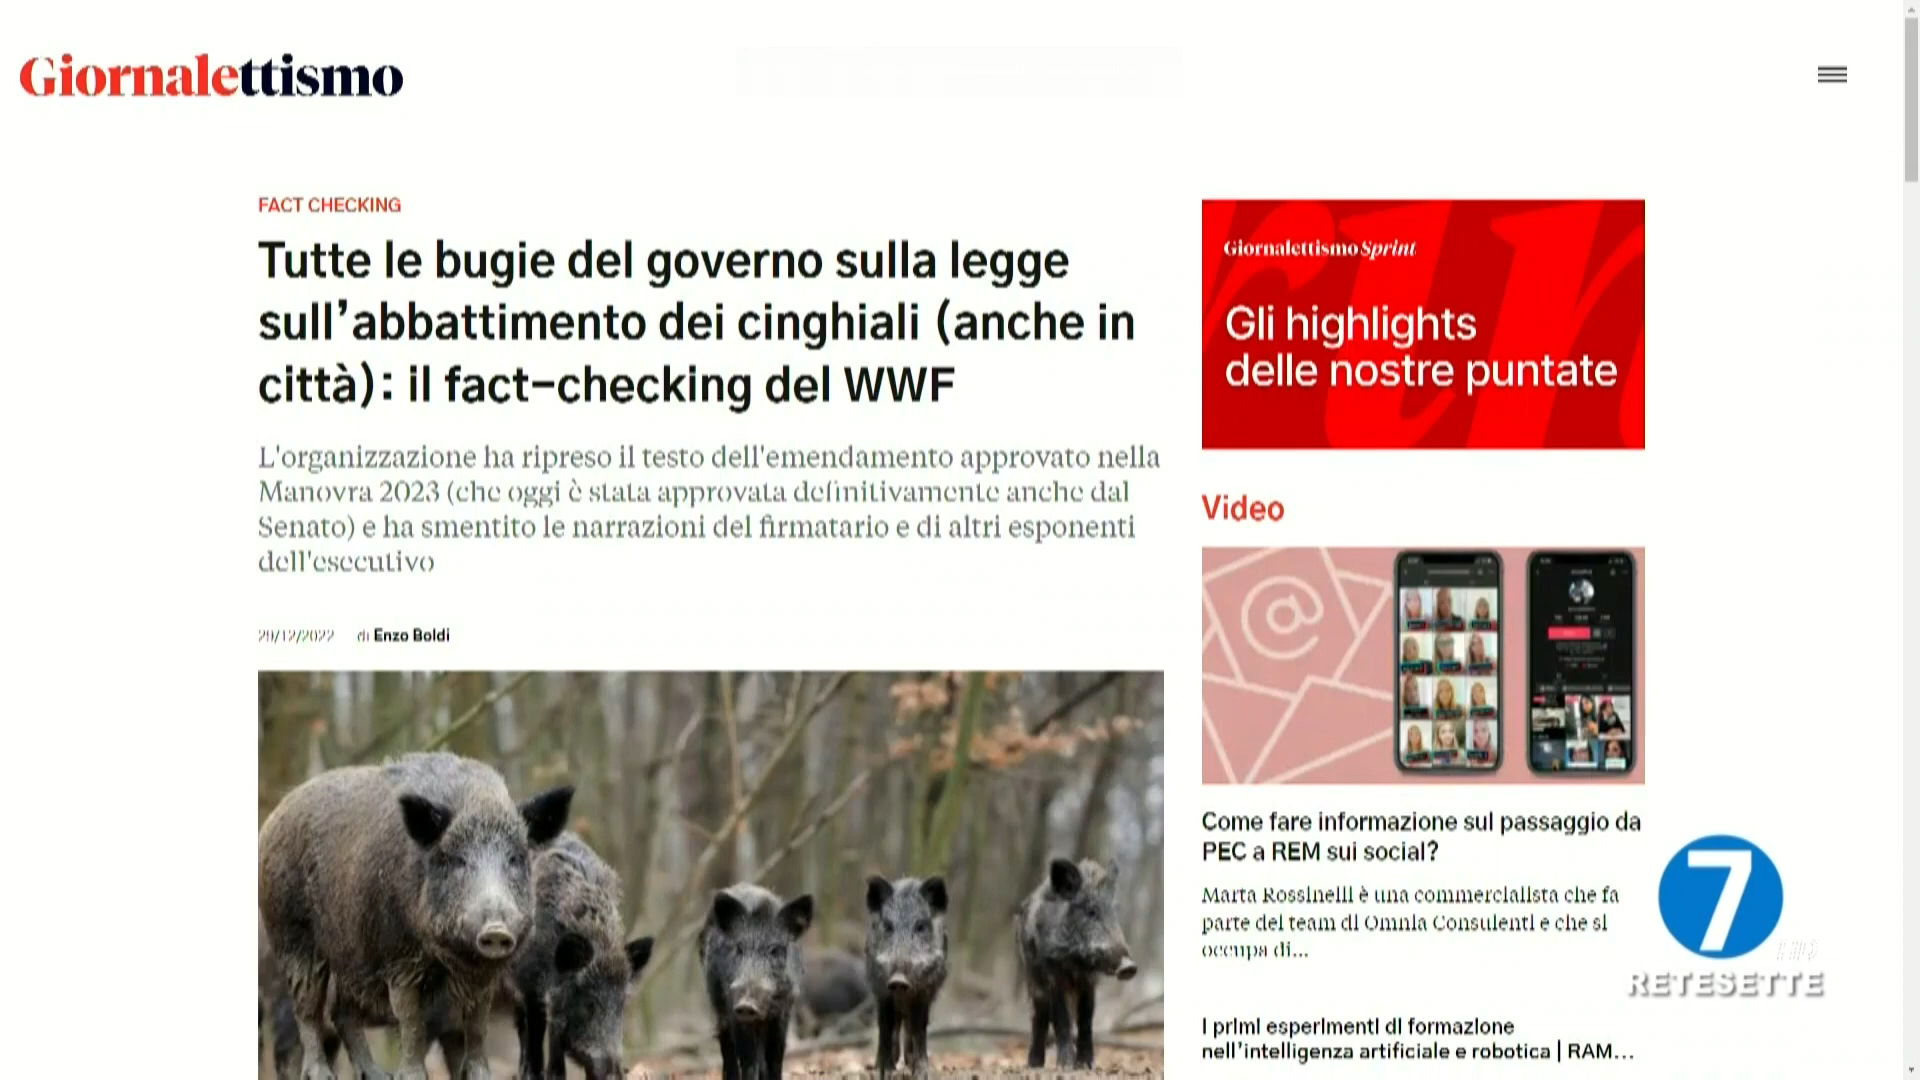 Giornalettismo
FACT CHECKING
Tutte le bugie del governo sulla legge
sull’abbattimento dei cinghiali (anche in
città): il fact-checking del WWF
L'organizzazione ha ripreso il testo dell'emendamento approvato nella
Manovra 2023 (che oggi è stata approvata definitivamente anche dal
Senato) e ha smentito le narrazioni del firmatario e di altri esponenti
dell'esecutivo
29/12/2022 di Enzo Boldi
Giornalettismo Sprint
Gli highlights
delle nostre puntate
Video
@
Come fare informazione sul passaggio da
PEC a REM sui social?
Marta Rossinelli è una commercialista che fa
parte del team di Omnia Consulenti e che si
occupa di...
I primi esperimenti di formazione
nell’intelligenza artificiale e robotica | RAM...
7
HD
RETESETTE